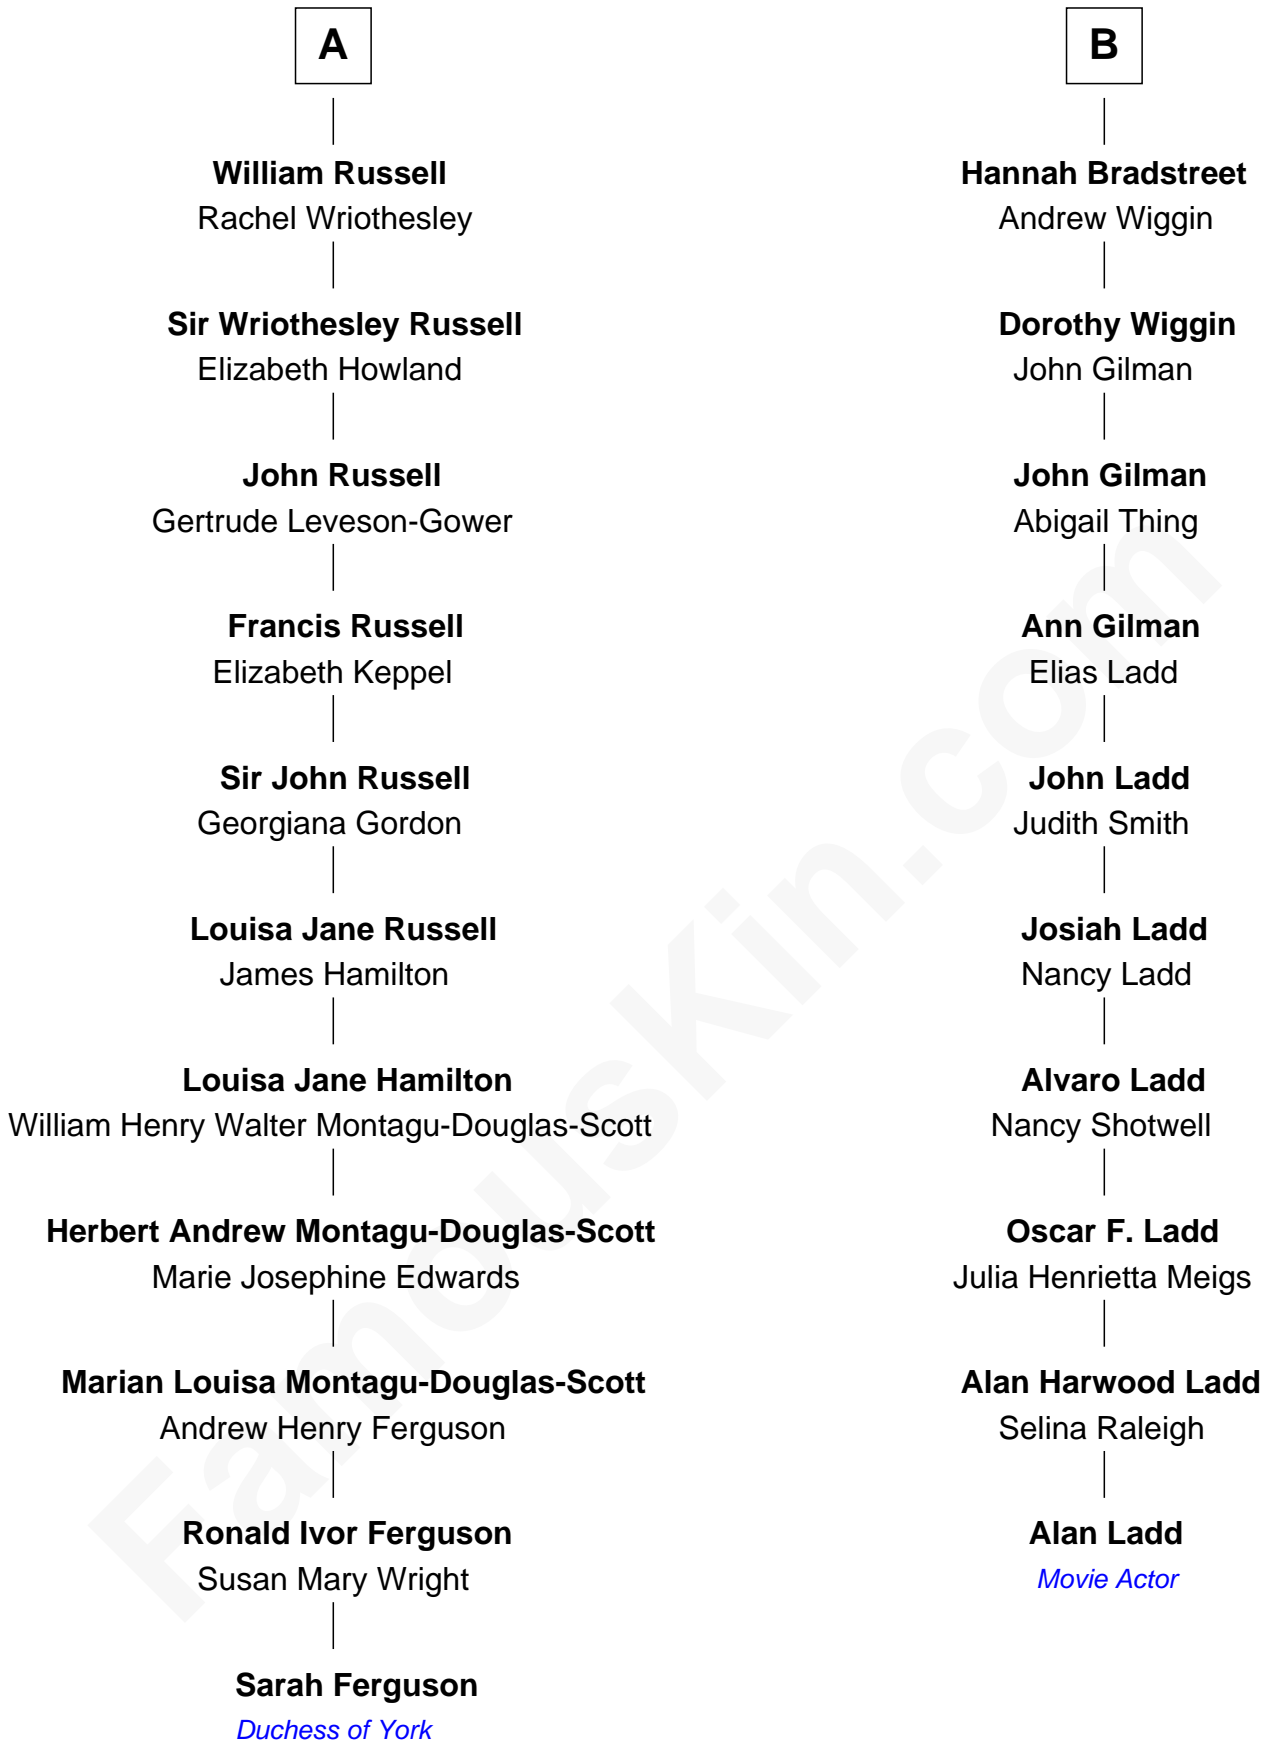 A
William Russell
Rachel Wriothesley
Sir Wriothesley Russell
Elizabeth Howland
John Russell
Gertrude Leveson-Gower
Francis Russell
Elizabeth Keppel
Sir John Russell
Georgiana Gordon
Louisa Jane Russell
James Hamilton
Louisa Jane Hamilton
William Henry Walter Montagu-Douglas-Scott
Herbert Andrew Montagu-Douglas-Scott
Marie Josephine Edwards
Marian Louisa Montagu-Douglas-Scott
Andrew Henry Ferguson
Ronald Ivor Ferguson
Susan Mary Wright
Sarah Ferguson
Duchess of York
B
Hannah Bradstreet
Andrew Wiggin
Dorothy Wiggin
John Gilman
John Gilman
Abigail Thing
Ann Gilman
Elias Ladd
John Ladd
Judith Smith
Josiah Ladd
Nancy Ladd
Alvaro Ladd
Nancy Shotwell
Oscar F. Ladd
Julia Henrietta Meigs
Alan Harwood Ladd
Selina Raleigh
Alan Ladd
Movie Actor
FamousKin.com